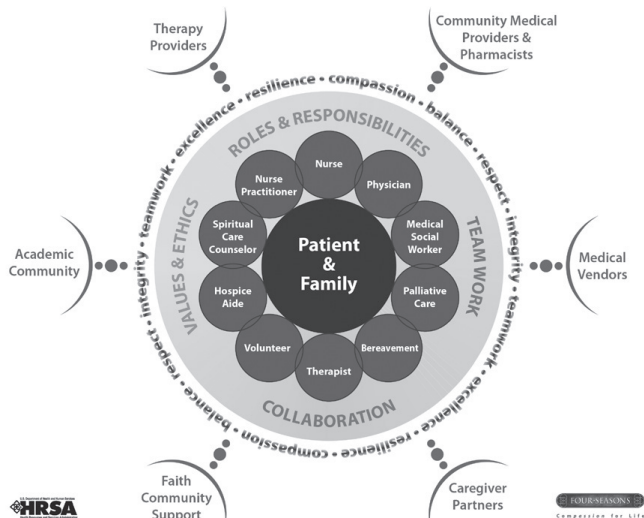 Therapy
Providers
Community Medical
Providers &
Pharmacists
excellence • resilience • compassion • balance • respect • integrity • teamwork • excellence • resilience • compassion • balance • respect • integrity • teamwork •
ROLES & RESPONSIBILITIES
Nurse
Nurse
Practitioner
Physician
Spiritual
Care
Counselor
Medical
Social
Worker
VALUES & ETHICS
TEAM WORK
Patient
&
Family
Academic
Community
Medical
Vendors
Hospice
Aide
Palliative
Care
Volunteer
Bereavement
Therapist
COLLABORATION
Faith
Community
Support
Caregiver
Partners
HRSA
FOUR SEASONS
Compassion for Life